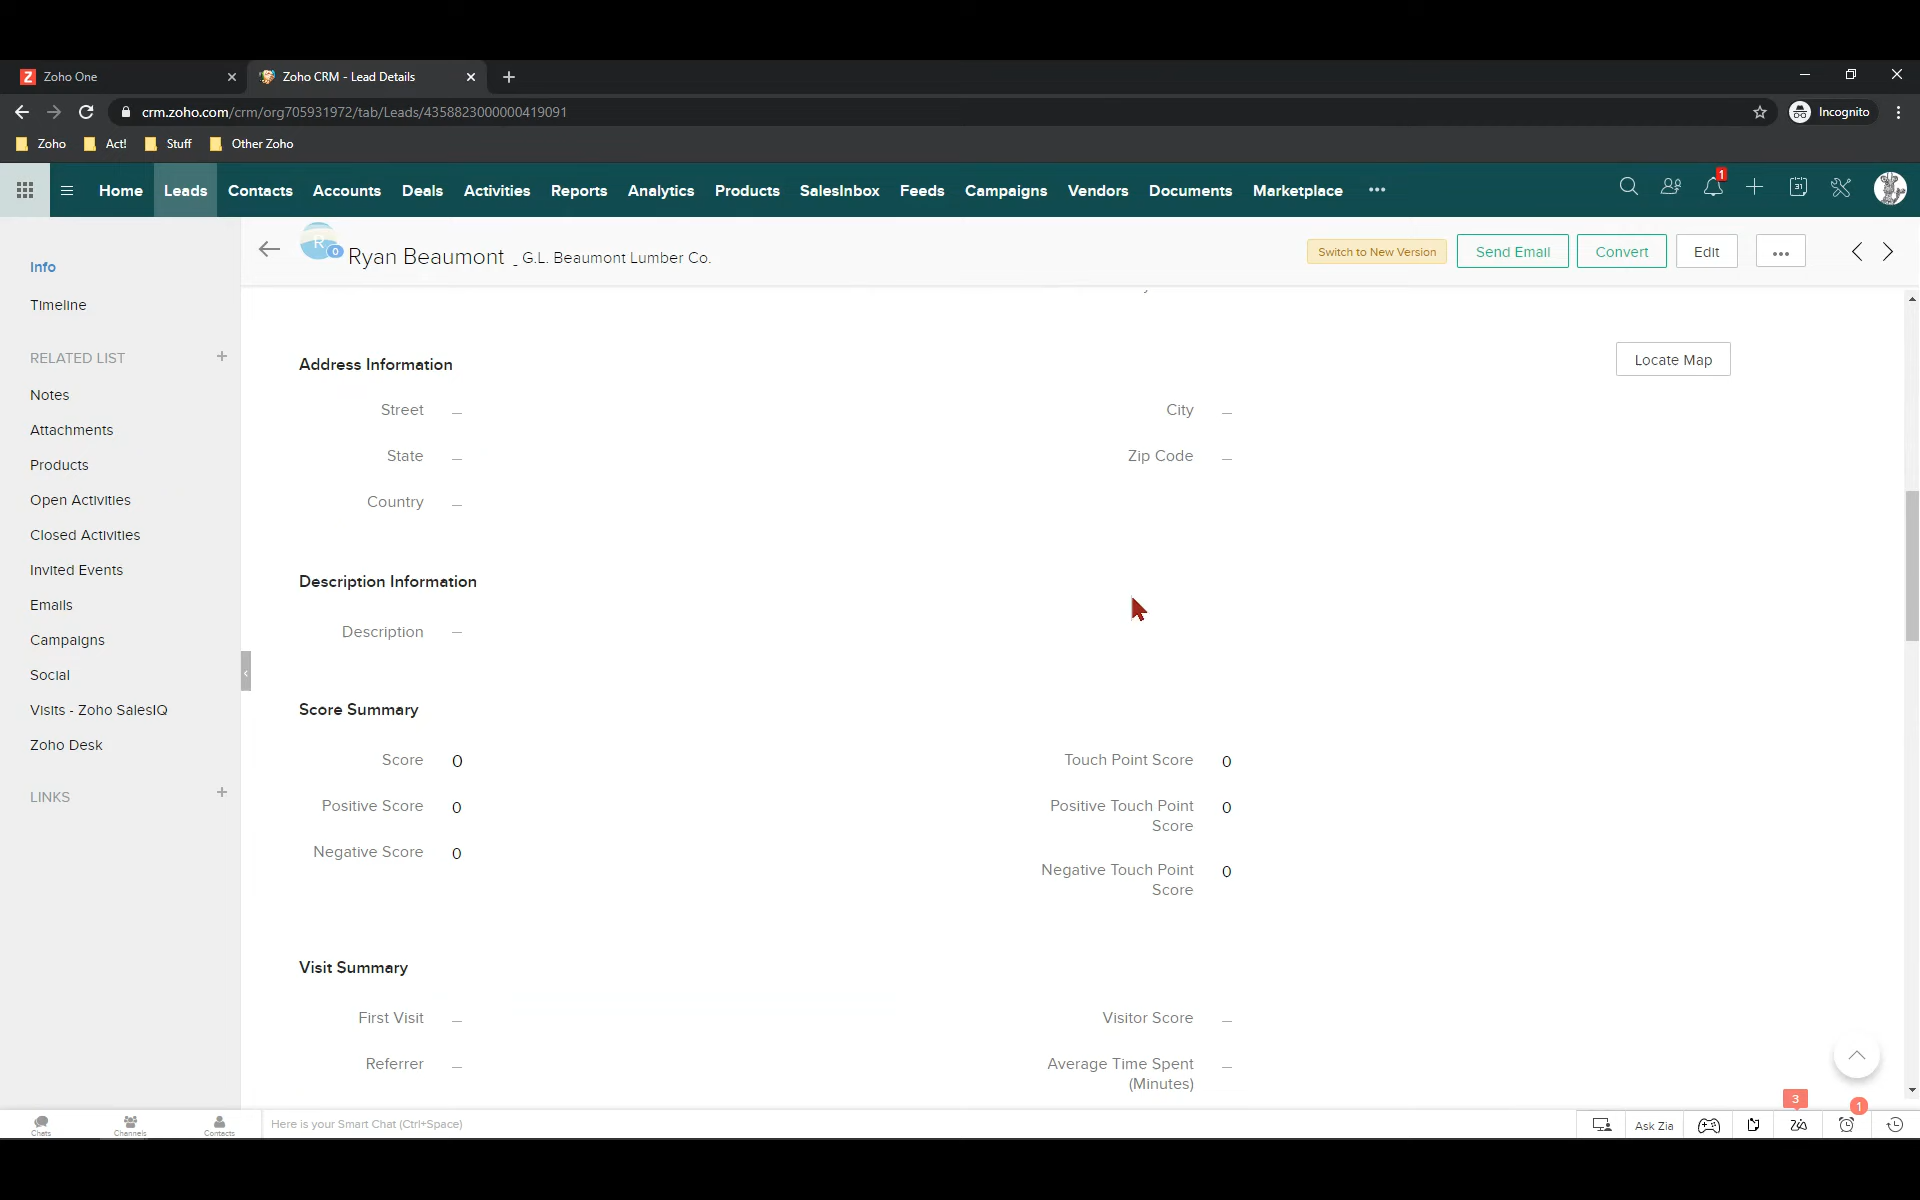 Zoho One
Zoho CRM - Lead Details
crm.zoho.com/crm/org705931972/tab/Leads/4358823000000419091
Incognito
Zoho Act! Stuff Other Zoho
Home Leads Contacts Accounts Deals Activities Reports Analytics Products SalesInbox Feeds Campaigns Vendors Documents Marketplace ...
1
31
R
0
Ryan Beaumont - G.L. Beaumont Lumber Co.
Switch to New Version
Send Email
Convert
Edit
...
Info
Timeline
RELATED LIST +
Notes
Attachments
Products
Open Activities
Closed Activities
Invited Events
Emails
Campaigns
Social
Visits - Zoho SalesIQ
Zoho Desk
LINKS +
Address Information
Locate Map
Street –
City –
State –
Zip Code –
Country –
Description Information
Description –
Score Summary
Score 0
Touch Point Score 0
Positive Score 0
Positive Touch Point
Score
0
Negative Score 0
Negative Touch Point
Score
0
Visit Summary
First Visit –
Visitor Score –
Referrer –
Average Time Spent
(Minutes)
–
Chats
Channels
Contacts
Here is your Smart Chat (Ctrl+Space)
Ask Zia
3
1